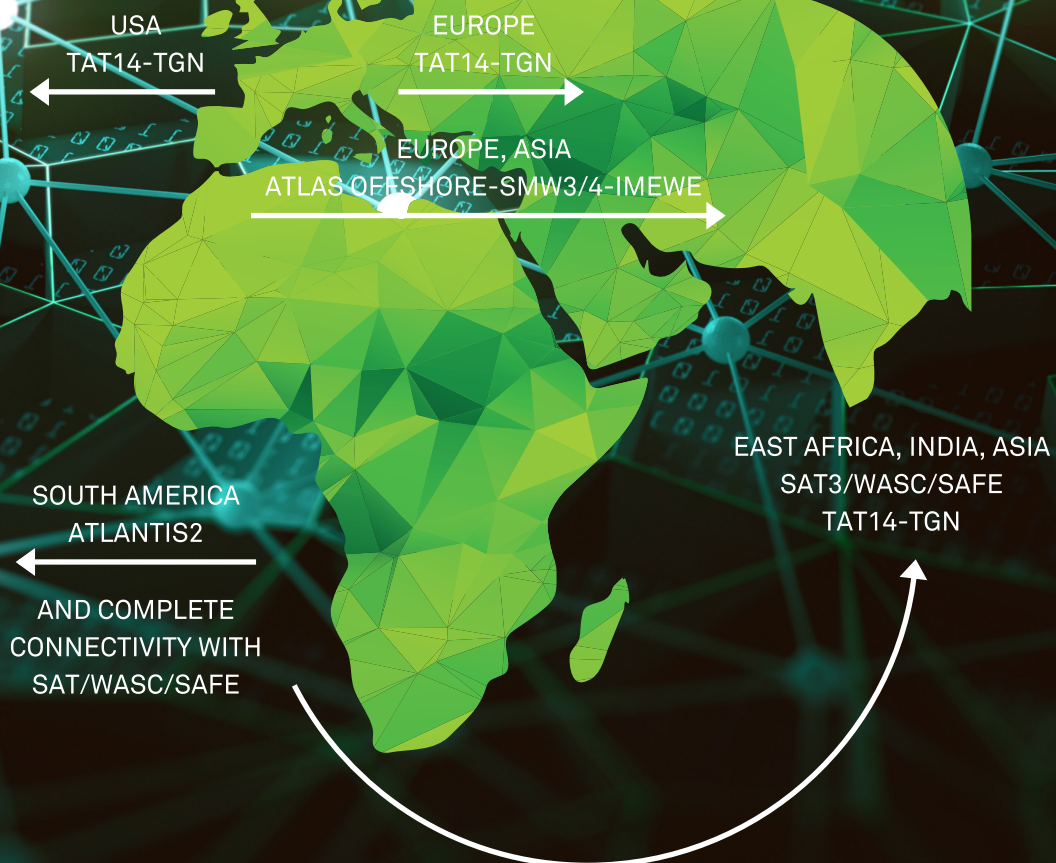 USA
TAT14-TGN
EUROPE
TAT14-TGN
EUROPE, ASIA
ATLAS OFFSHORE-SMW3/4-IMEWE
EAST AFRICA, INDIA, ASIA
SAT3/WASC/SAFE
TAT14-TGN
SOUTH AMERICA
ATLANTIS2
AND COMPLETE
CONNECTIVITY WITH
SAT/WASC/SAFE